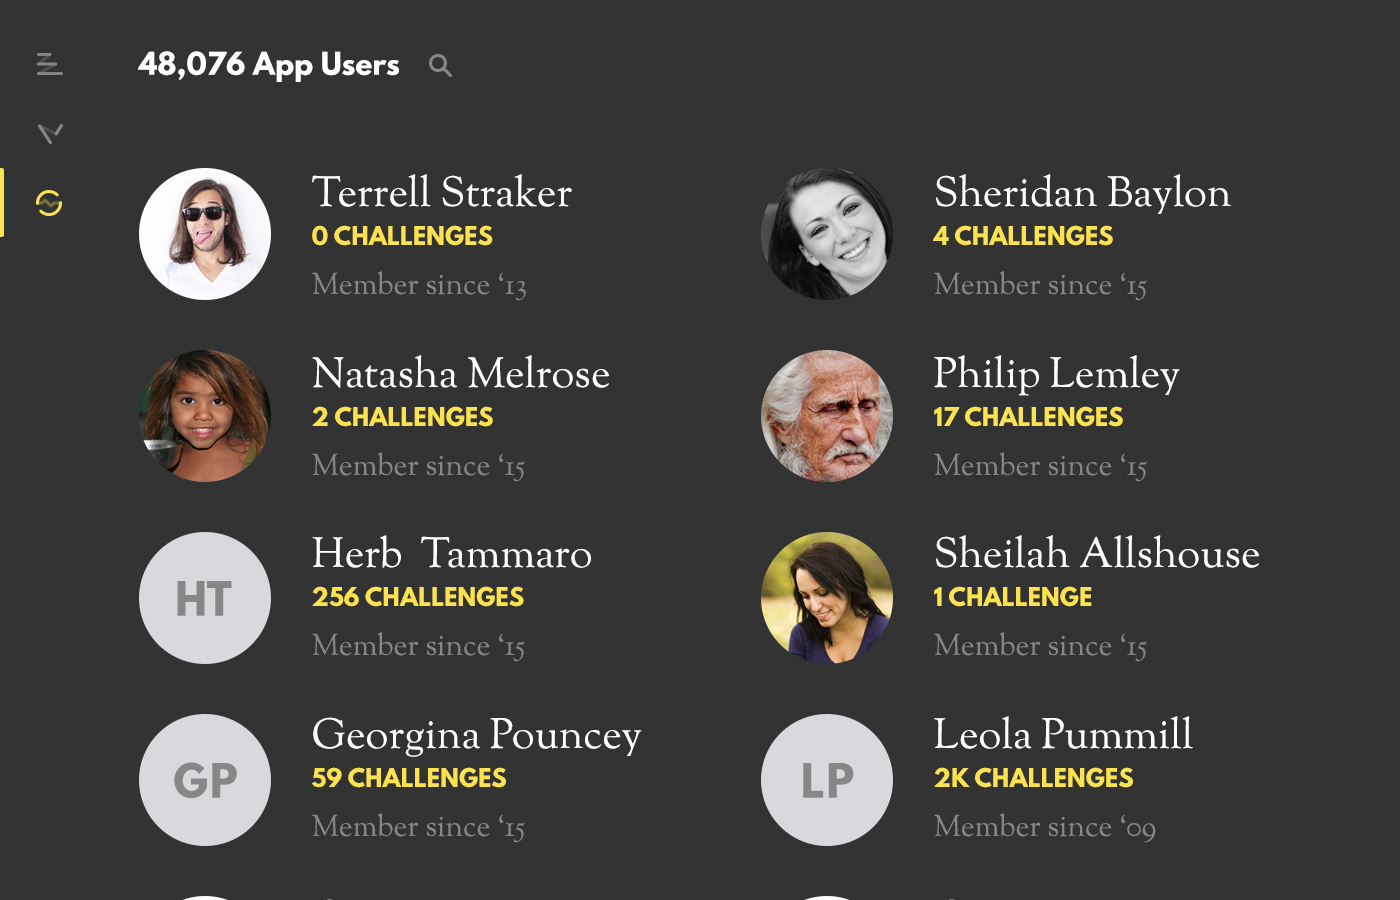 48,076 App Users
Terrell Straker
0 CHALLENGES
Member since ‘13
Sheridan Baylon
4 CHALLENGES
Member since ‘15
Natasha Melrose
2 CHALLENGES
Member since ‘15
Philip Lemley
17 CHALLENGES
Member since ‘15
HT
Herb  Tammaro
256 CHALLENGES
Member since ‘15
Sheilah Allshouse
1 CHALLENGE
Member since ‘15
GP
Georgina Pouncey
59 CHALLENGES
Member since ‘15
LP
Leola Pummill
2K CHALLENGES
Member since ‘09